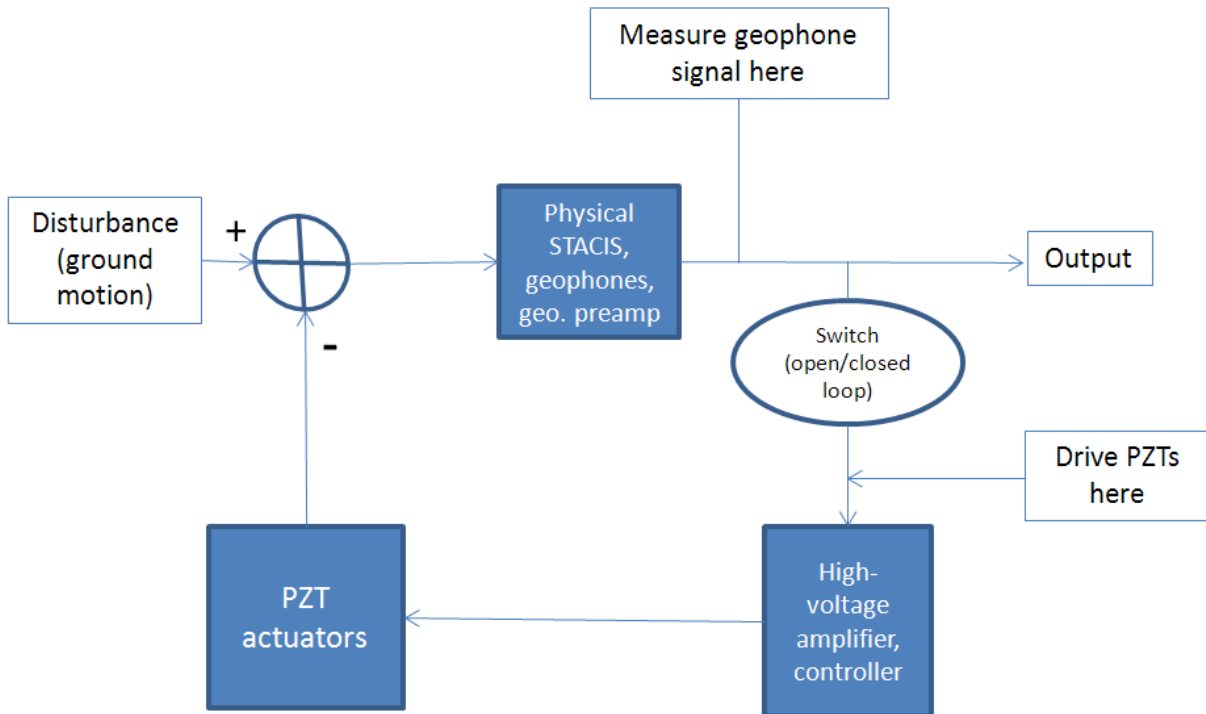 Measure geophone
signal here
Disturbance
(ground
motion)
+
-
Physical
STACIS,
geophones,
geo. preamp
Output
Switch
(open/closed
loop)
Drive PZTs
here
PZT
actuators
High-
voltage
amplifier,
controller